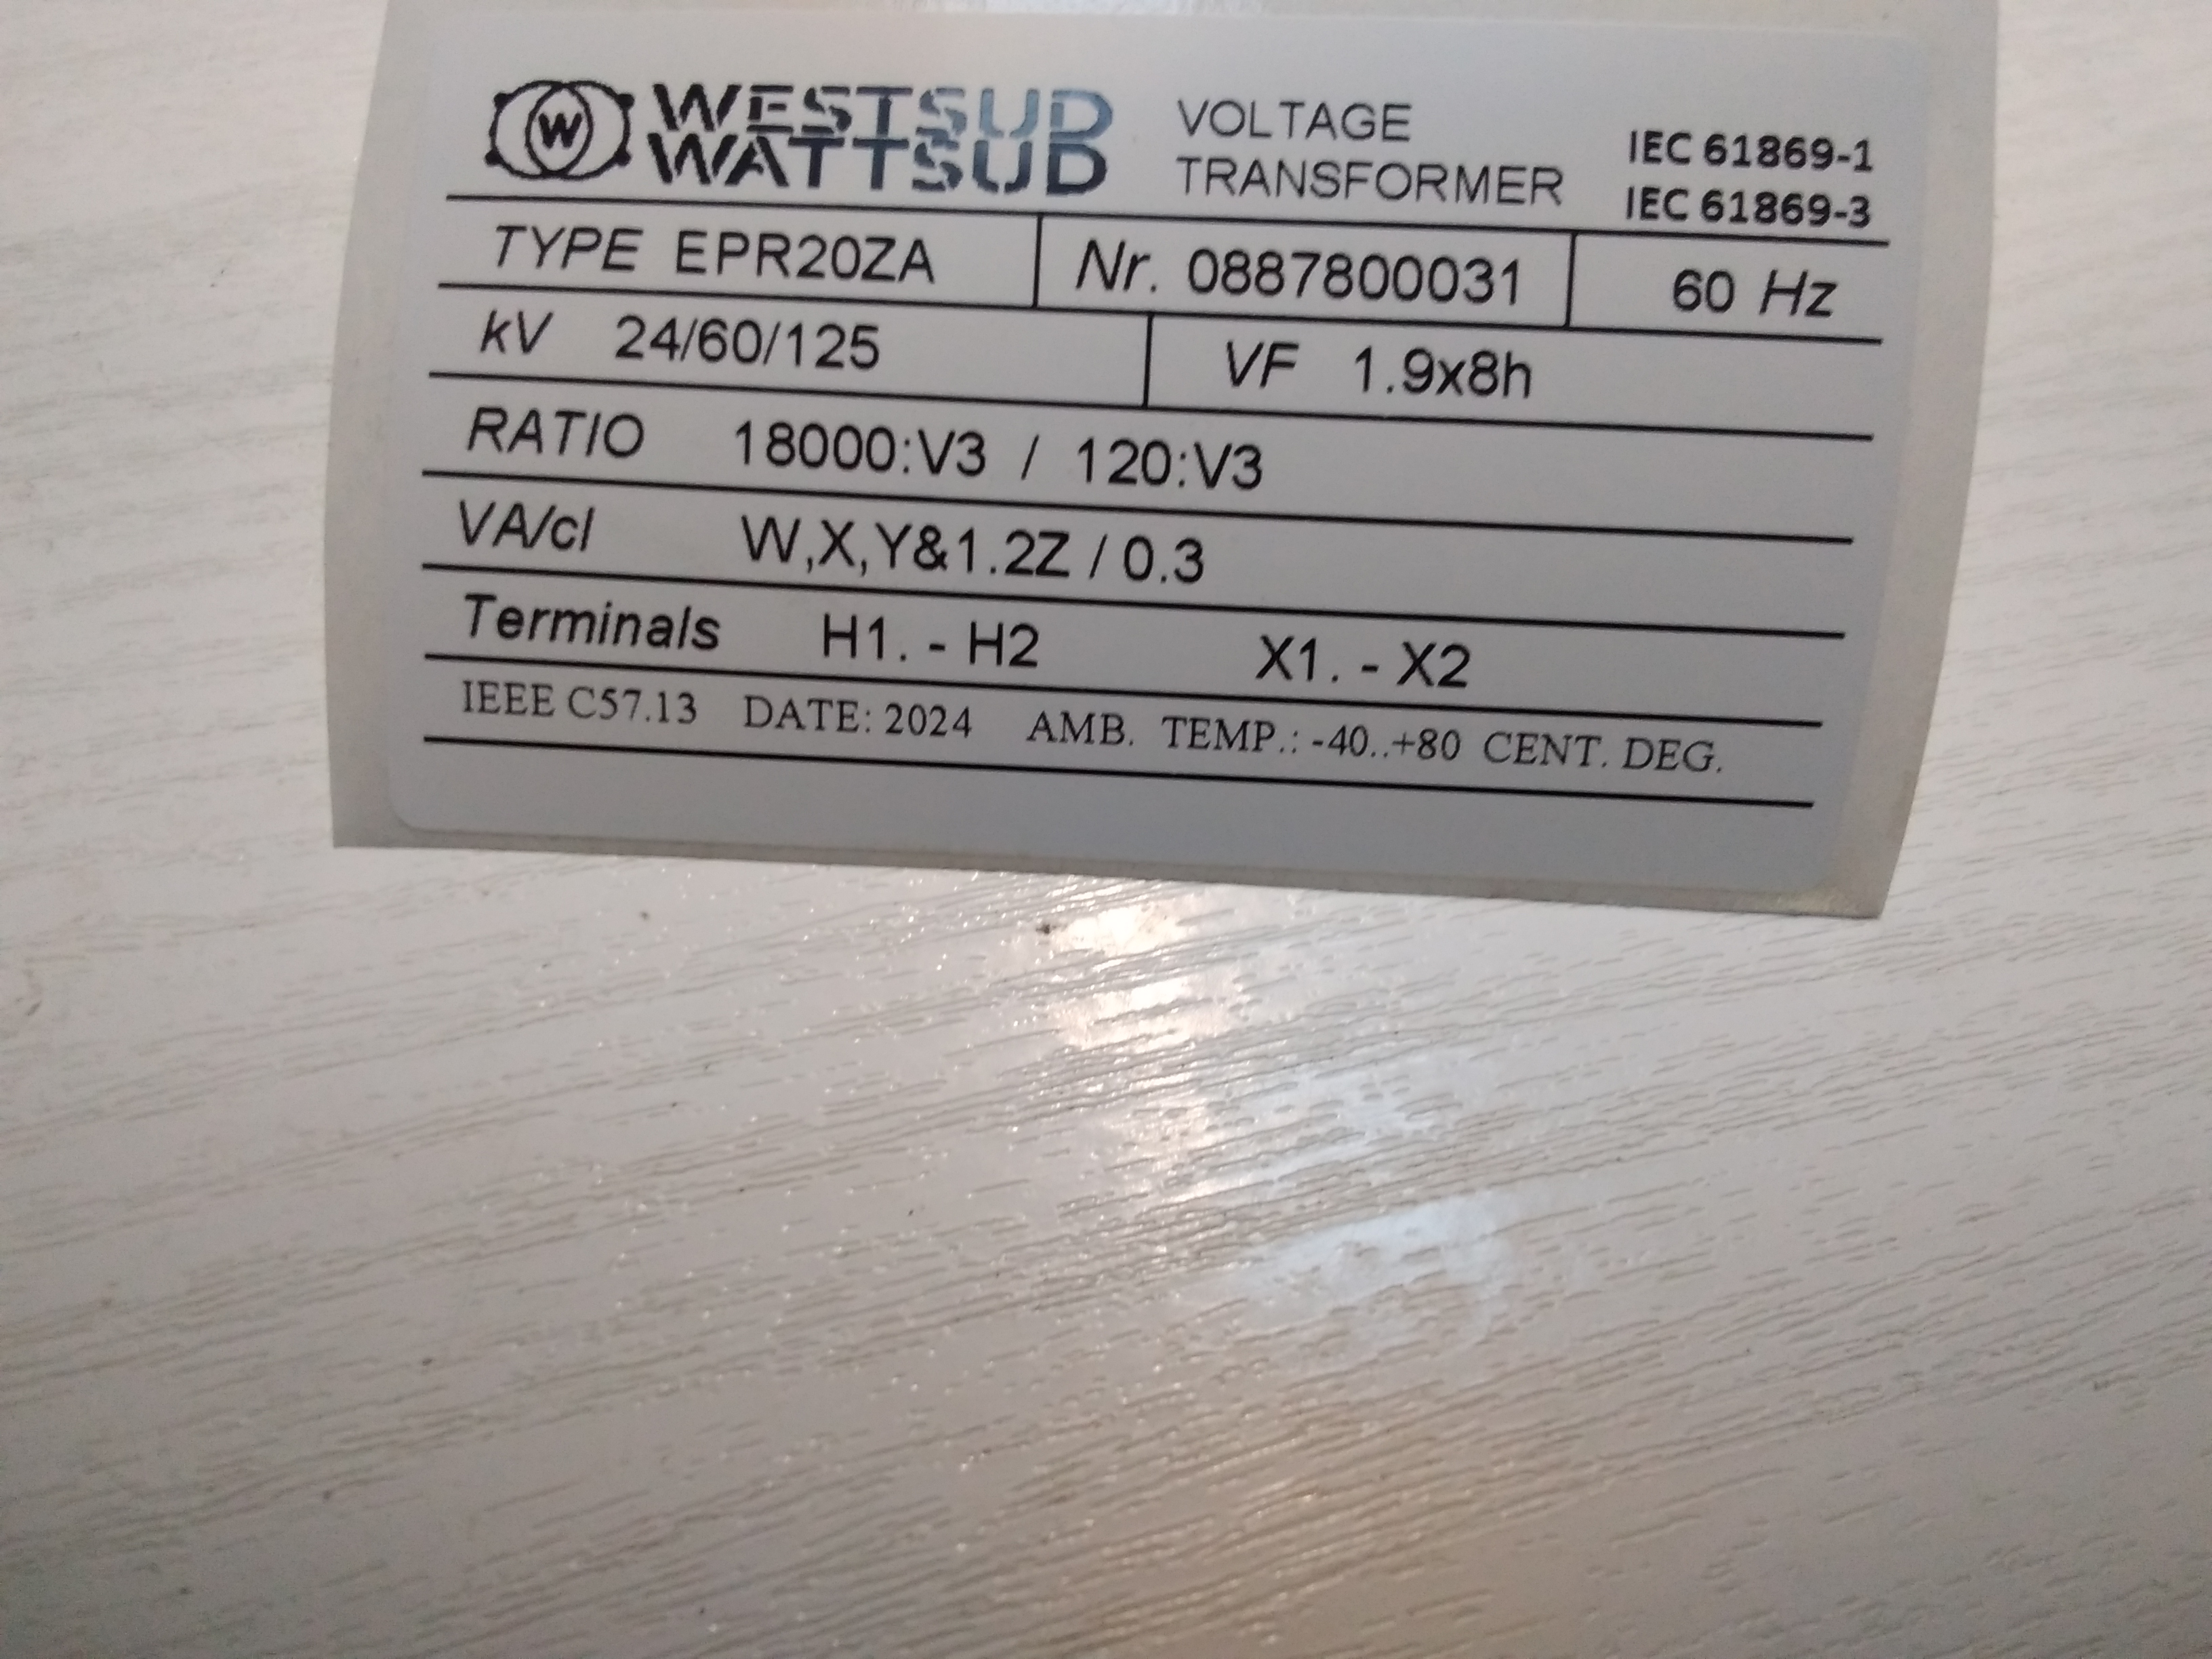 W WESTSUD
WATTSUD
VOLTAGE
TRANSFORMER
IEC 61869-1
IEC 61869-3
TYPE EPR20ZA Nr. 0887800031 60 Hz
kV 24/60/125 VF 1.9x8h
RATIO 18000:V3 / 120:V3
VA/cl W,X,Y&1.2Z / 0.3
Terminals H1. - H2 X1. - X2
IEEE C57.13 DATE: 2024 AMB. TEMP.: -40..+80 CENT. DEG.